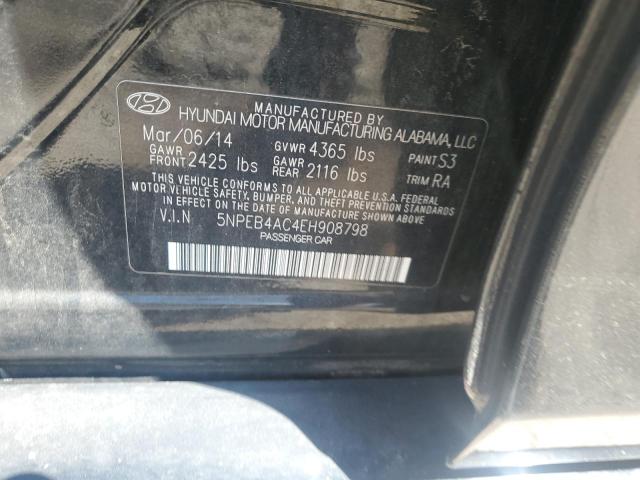 MANUFACTURED BY
HYUNDAI MOTOR MANUFACTURING ALABAMA, LLC
Mar/06/14 GVWR 4365 lbs PAINT S3
GAWR FRONT 2425 lbs GAWR REAR 2116 lbs TRIM RA
THIS VEHICLE CONFORMS TO ALL APPLICABLE U.S.A. FEDERAL
MOTOR VEHICLE SAFETY, BUMPER, AND THEFT PREVENTION STANDARDS
IN EFFECT ON THE DATE OF MANUFACTURE SHOWN ABOVE.
V.I.N 5NPEB4AC4EH908798
PASSENGER CAR